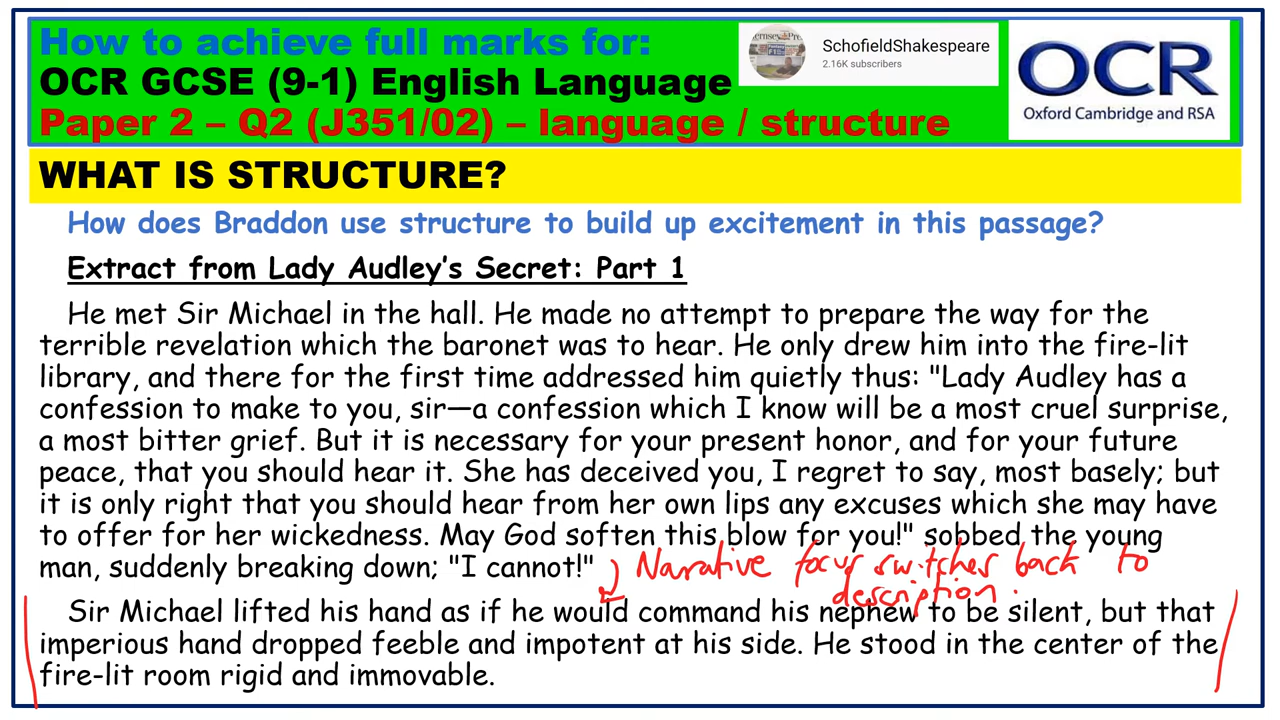 How to achieve full marks for:
OCR GCSE (9-1) English Language
Paper 2 – Q2 (J351/02) – language / structure
SchofieldShakespeare
2.16K subscribers
OCR
Oxford Cambridge and RSA
WHAT IS STRUCTURE?
How does Braddon use structure to build up excitement in this passage?
Extract from Lady Audley's Secret: Part 1
He met Sir Michael in the hall. He made no attempt to prepare the way for the
terrible revelation which the baronet was to hear. He only drew him into the fire-lit
library, and there for the first time addressed him quietly thus: "Lady Audley has a
confession to make to you, sir—a confession which I know will be a most cruel surprise,
a most bitter grief. But it is necessary for your present honor, and for your future
peace, that you should hear it. She has deceived you, I regret to say, most basely; but
it is only right that you should hear from her own lips any excuses which she may have
to offer for her wickedness. May God soften this blow for you!" sobbed the young
man, suddenly breaking down; "I cannot!"
Narrative focus switches back to
description.
Sir Michael lifted his hand as if he would command his nephew to be silent, but that
imperious hand dropped feeble and impotent at his side. He stood in the center of the
fire-lit room rigid and immovable.